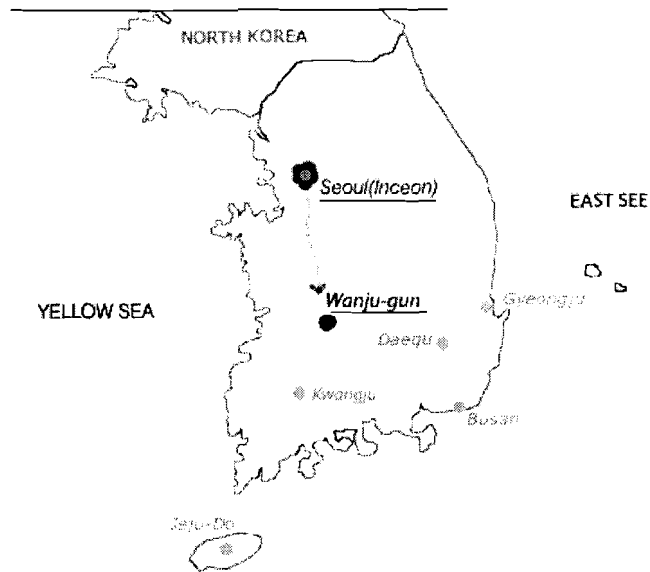 NORTH KOREA
Seoul(Inceon)
EAST SEE
YELLOW SEA
Wanju-gun
Gyeongju
Daegu
Kwangju
Busan
Jeju-Do